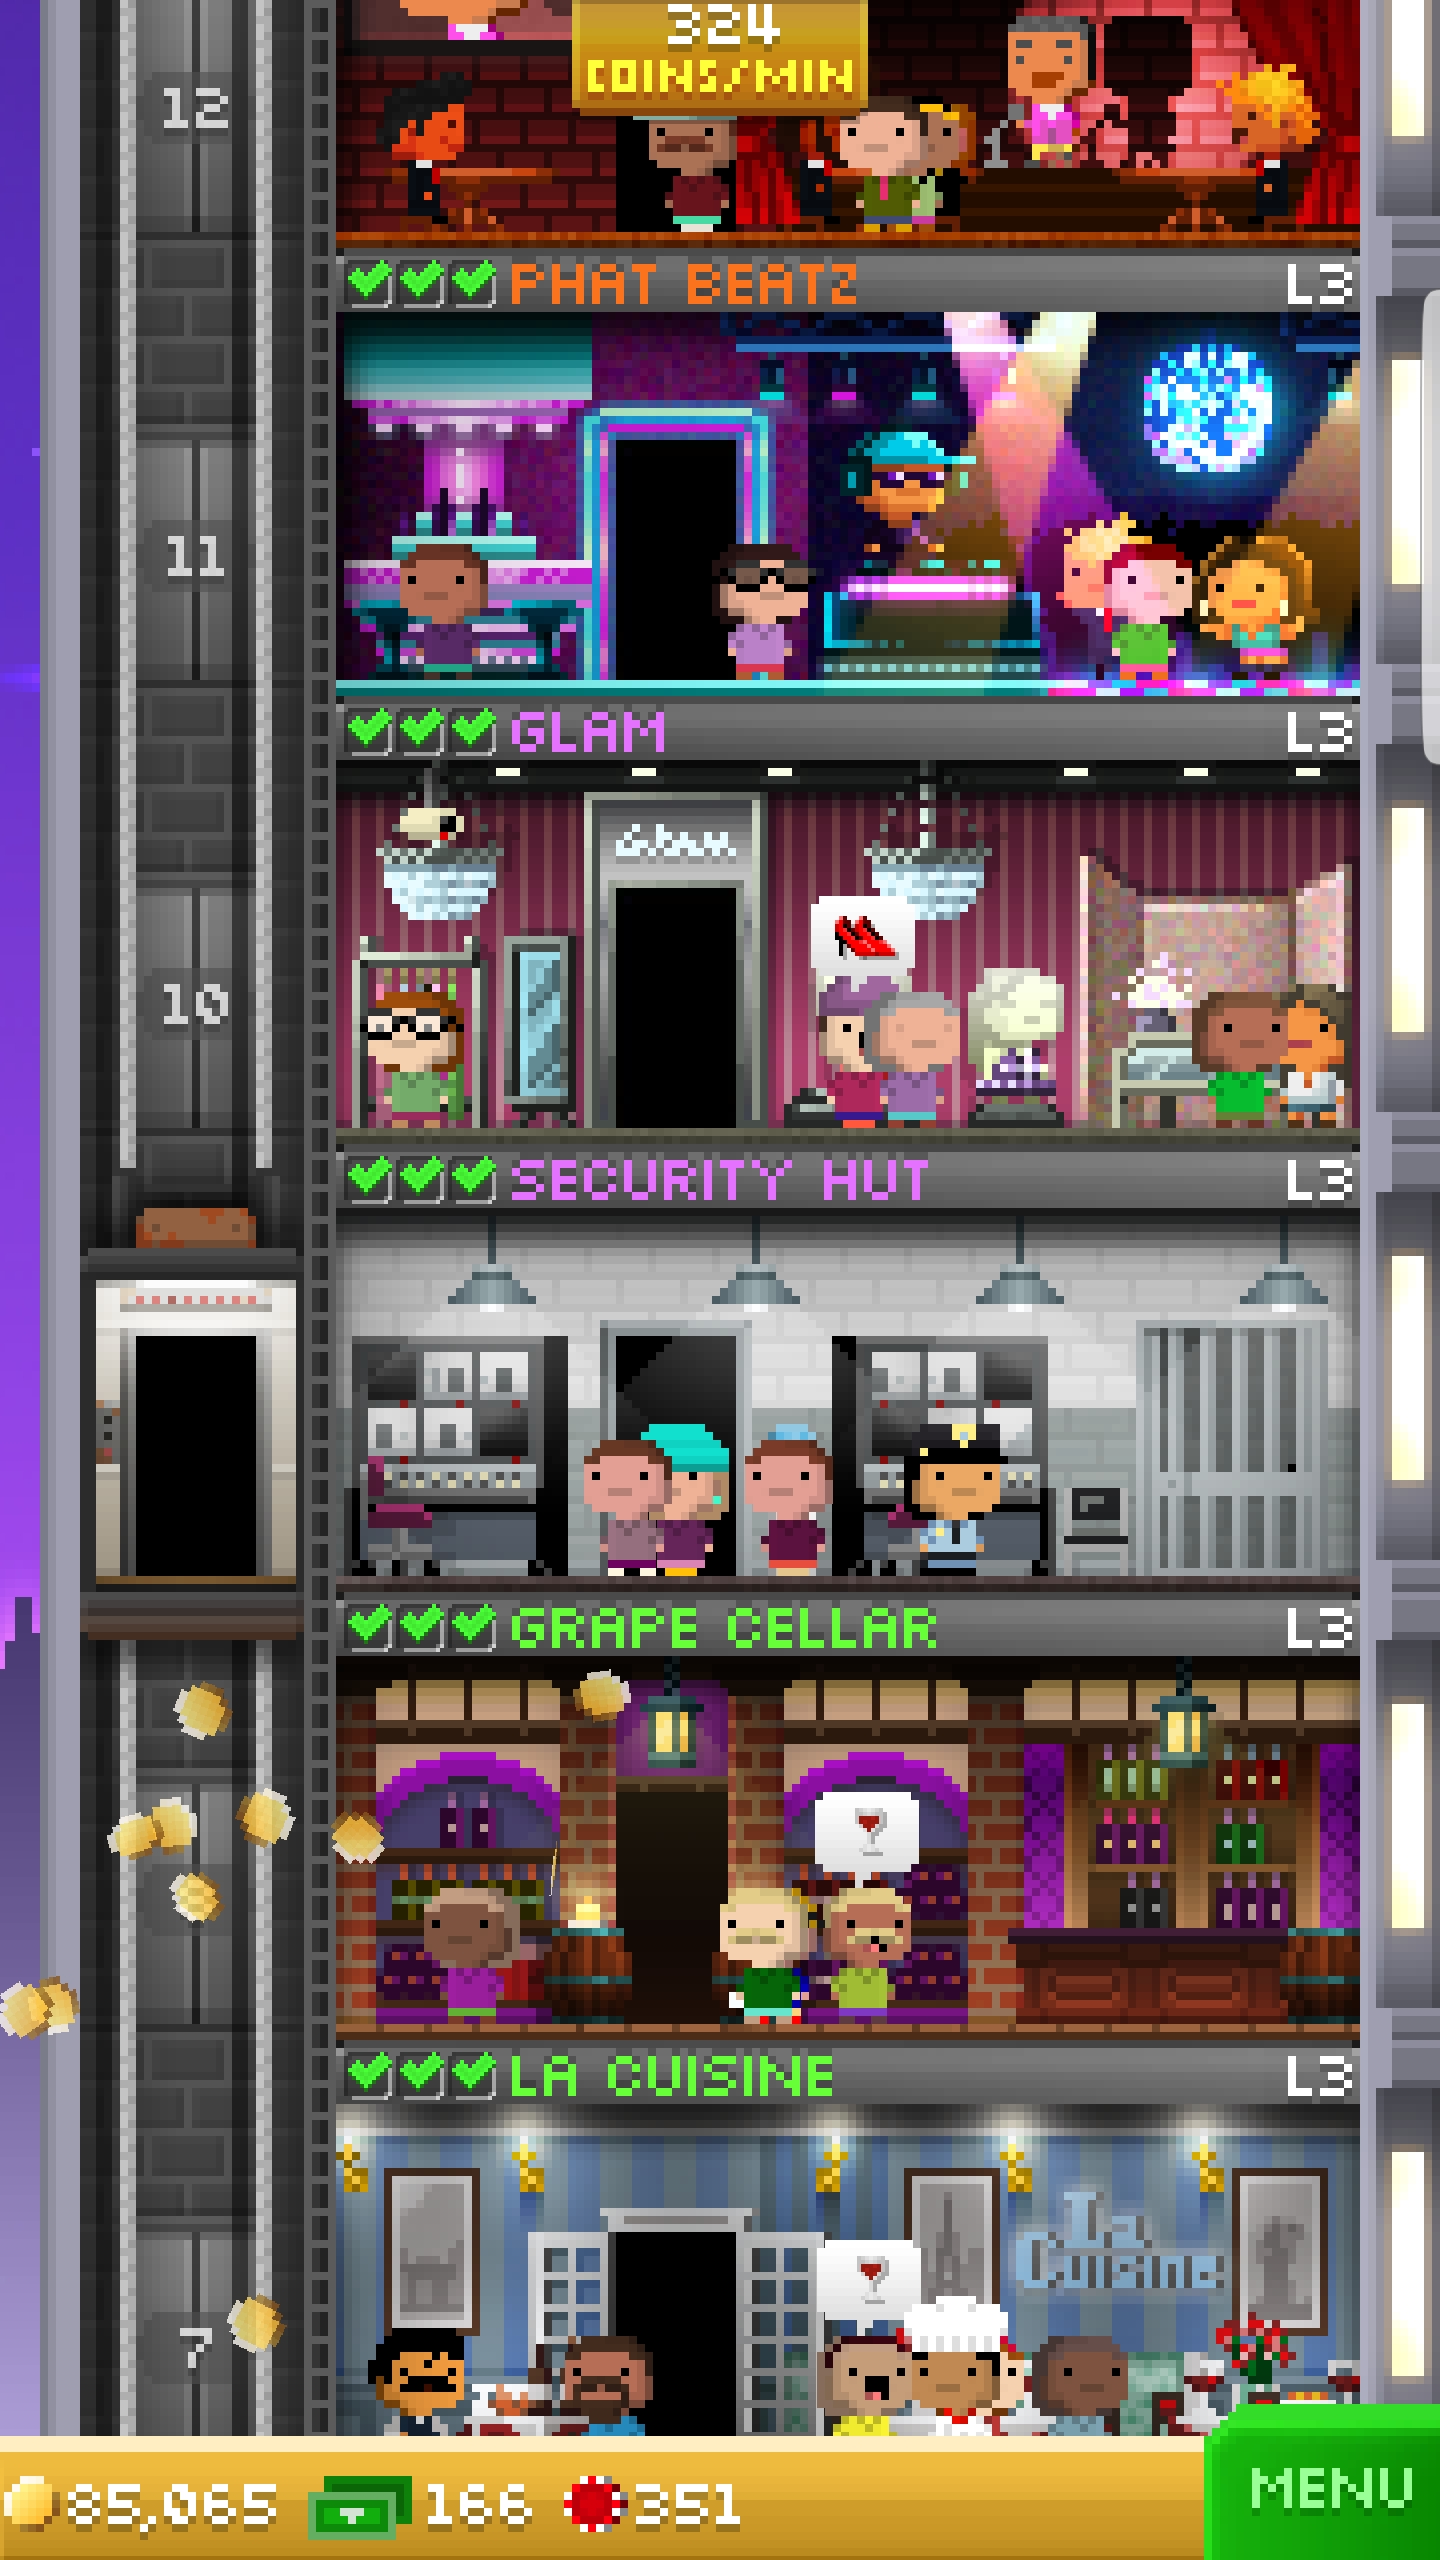 324
COINS/MIN
12
PHAT BEATZ L3
11
GLAM L3
Glam
10
SECURITY HUT L3
GRAPE CELLAR L3
LA CUISINE L3
La
Cuisine
7
85,065 166 351
MENU